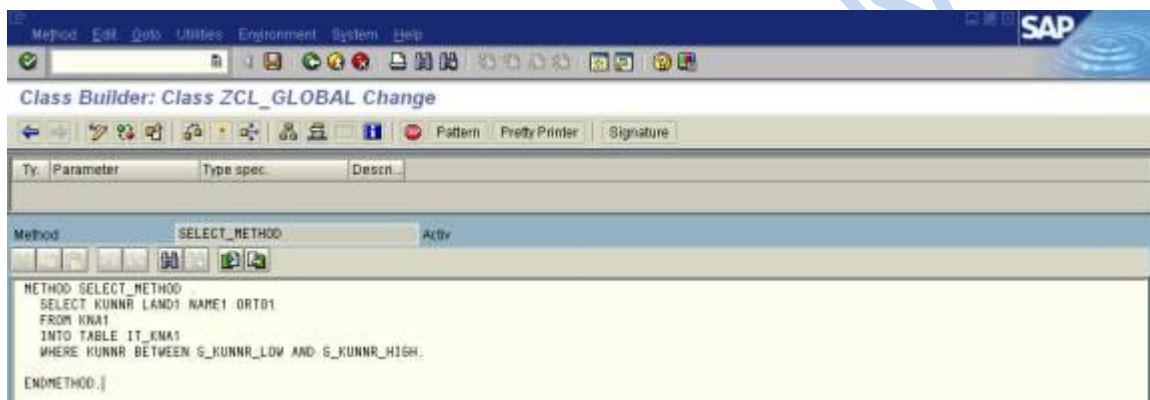 Method Edit Goto Utilities Environment System Help
SAP
Class Builder: Class ZCL_GLOBAL Change
Pattern Pretty Printer Signature
Ty. Parameter Type spec. Descri...
Method SELECT_METHOD Activ
METHOD SELECT_METHOD .
SELECT KUNNR LAND1 NAME1 ORT01
FROM KNA1
INTO TABLE IT_KNA1
WHERE KUNNR BETWEEN S_KUNNR_LOW AND S_KUNNR_HIGH.
ENDMETHOD.